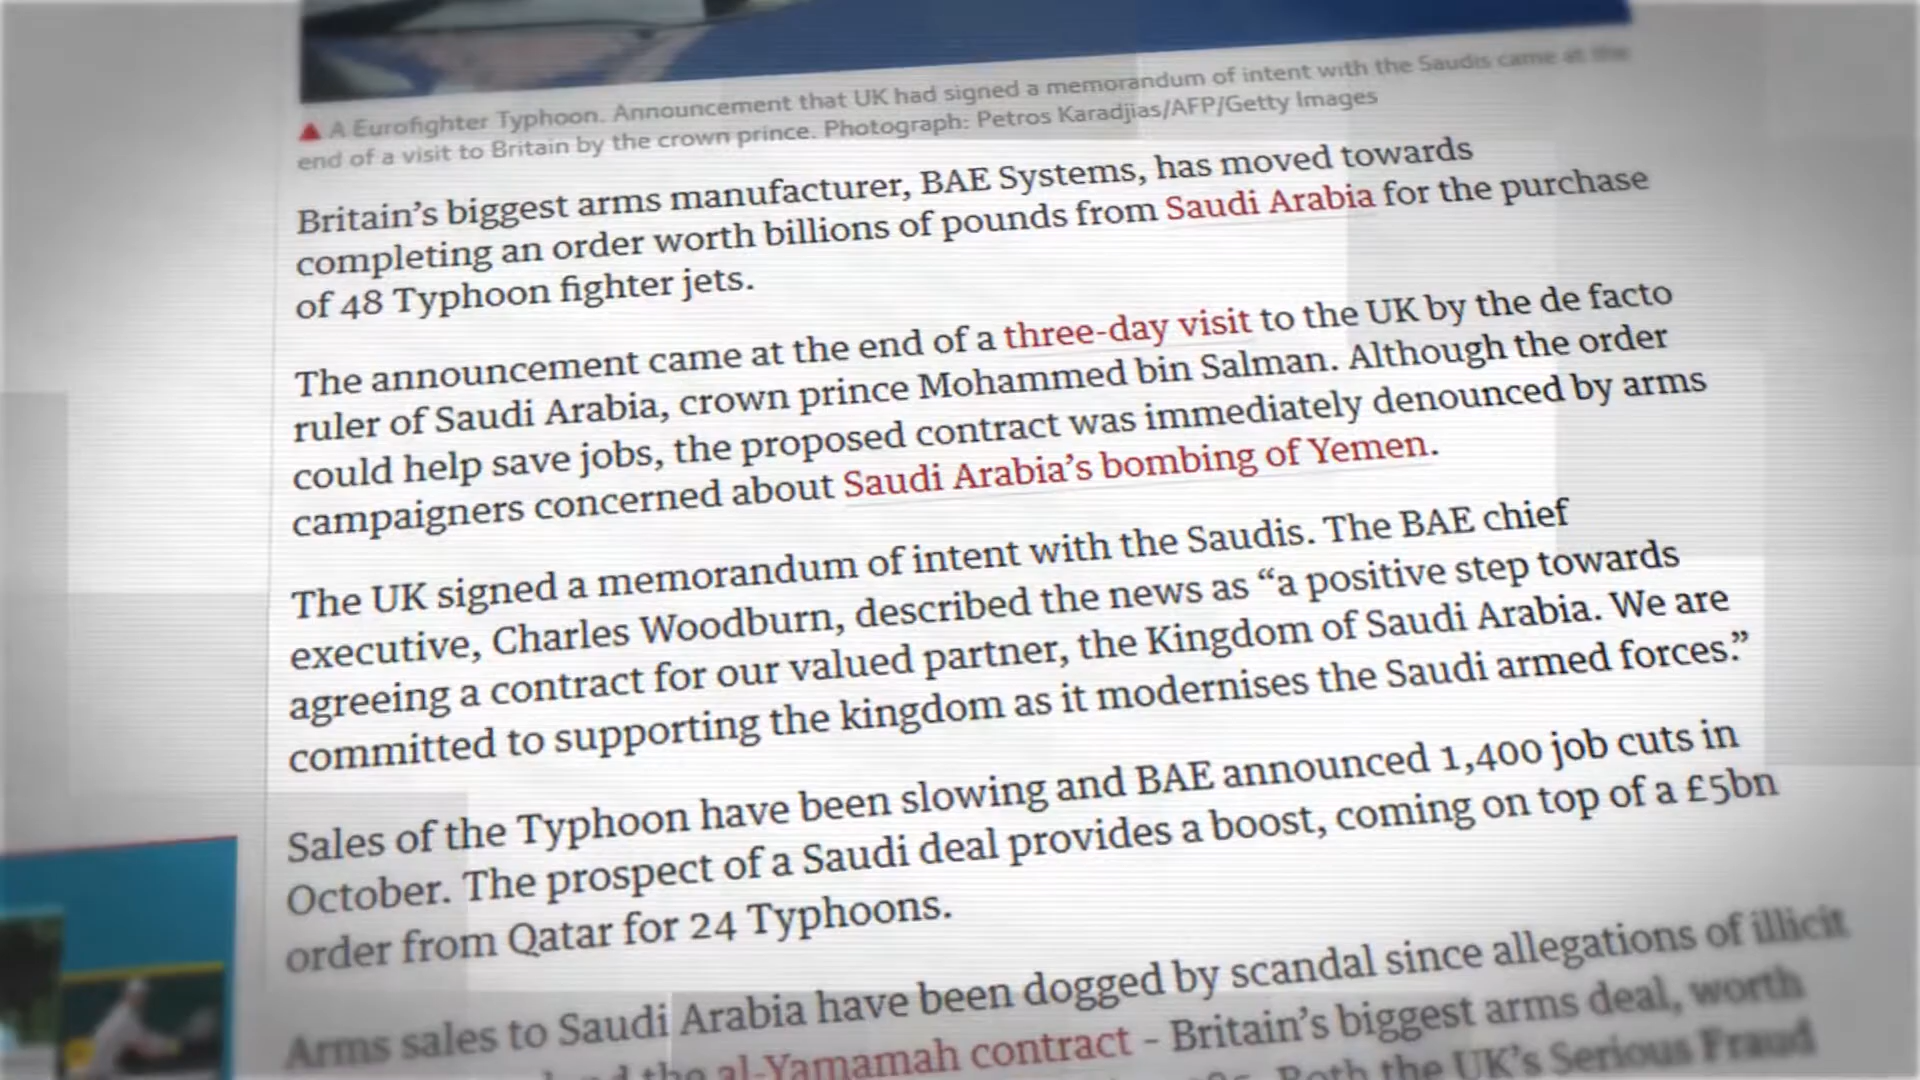 A Eurofighter Typhoon. Announcement that UK had signed a memorandum of intent with the Saudis came at the
end of a visit to Britain by the crown prince. Photograph: Petros Karadjias/AFP/Getty Images
Britain’s biggest arms manufacturer, BAE Systems, has moved towards
completing an order worth billions of pounds from Saudi Arabia for the purchase
of 48 Typhoon fighter jets.
The announcement came at the end of a three-day visit to the UK by the de facto
ruler of Saudi Arabia, crown prince Mohammed bin Salman. Although the order
could help save jobs, the proposed contract was immediately denounced by arms
campaigners concerned about Saudi Arabia’s bombing of Yemen.
The UK signed a memorandum of intent with the Saudis. The BAE chief
executive, Charles Woodburn, described the news as “a positive step towards
agreeing a contract for our valued partner, the Kingdom of Saudi Arabia. We are
committed to supporting the kingdom as it modernises the Saudi armed forces.”
Sales of the Typhoon have been slowing and BAE announced 1,400 job cuts in
October. The prospect of a Saudi deal provides a boost, coming on top of a £5bn
order from Qatar for 24 Typhoons.
Arms sales to Saudi Arabia have been dogged by scandal since allegations of illicit
the al-Yamamah contract - Britain’s biggest arms deal, worth
Both the UK’s Serious Fraud